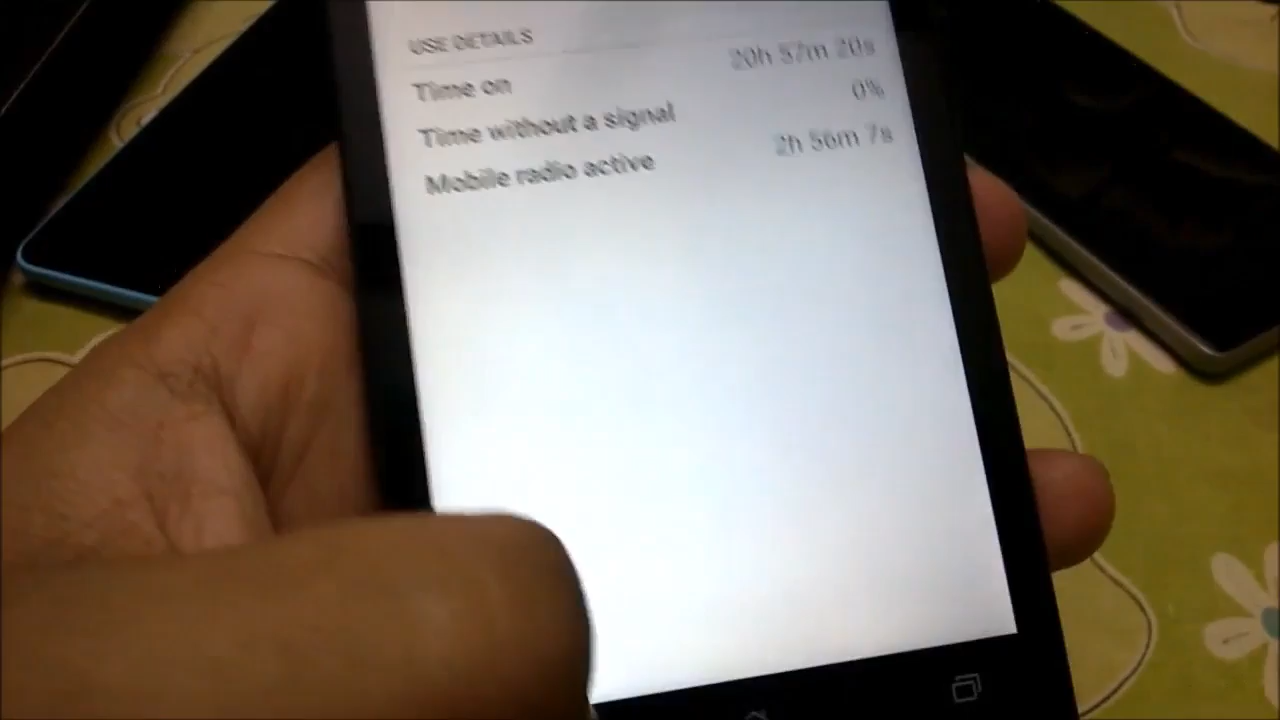 USE DETAILS
Time on 20h 57m 20s
Time without a signal 0%
Mobile radio active 2h 56m 7s